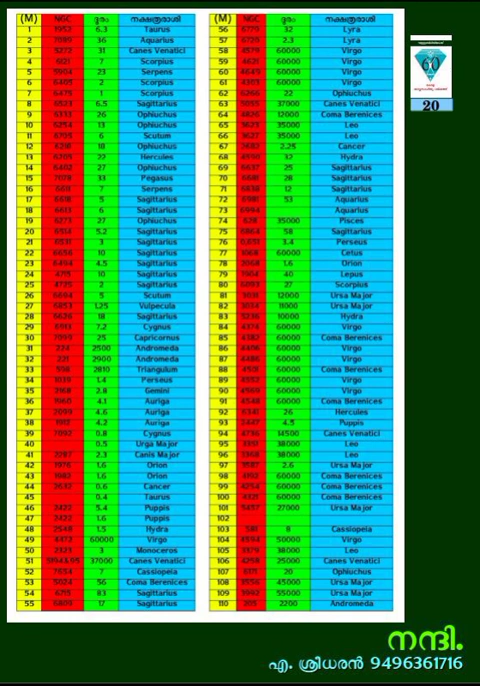 (M) NGC ദൂരം നക്ഷത്രരാശി
1 1952 6.3 Taurus
2 7089 36 Aquarius
3 5272 31 Canes Venatici
4 6121 7 Scorpius
5 5904 23 Serpens
6 6405 2 Scorpius
7 6475 1 Scorpius
8 6523 6.5 Sagittarius
9 6333 26 Ophiuchus
10 6254 13 Ophiuchus
11 6705 6 Scutum
12 6218 18 Ophiuchus
13 6205 22 Hercules
14 6402 27 Ophiuchus
15 7078 33 Pegasus
16 6611 7 Serpens
17 6618 5 Sagittarius
18 6613 6 Sagittarius
19 6273 27 Ophiuchus
20 6514 5.2 Sagittarius
21 6531 3 Sagittarius
22 6656 10 Sagittarius
23 6494 4.5 Sagittarius
24 4715 10 Sagittarius
25 4725 2 Sagittarius
26 6694 5 Scutum
27 6853 1.25 Vulpecula
28 6626 18 Sagittarius
29 6913 7.2 Cygnus
30 7099 25 Capricornus
31 224 2500 Andromeda
32 221 2900 Andromeda
33 598 2810 Triangulum
34 1039 1.4 Perseus
35 2168 2.8 Gemini
36 1960 4.1 Auriga
37 2099 4.6 Auriga
38 1912 4.2 Auriga
39 7092 0.8 Cygnus
40 0.5 Urga Major
41 2287 2.3 Canis Major
42 1976 1.6 Orion
43 1982 1.6 Orion
44 2632 0.6 Cancer
45 0.4 Taurus
46 2422 5.4 Puppis
47 2422 1.6 Puppis
48 2548 1.5 Hydra
49 4472 60000 Virgo
50 2323 3 Monoceros
51 37000 Canes Venatici
52 7654 7 Cassiopeia
53 5024 56 Coma Berenices
54 6715 83 Sagittarius
55 6809 17 Sagittarius
(M) NGC ദൂരം നക്ഷത്രരാശി
56 6779 32 Lyra
57 6720 2.3 Lyra
58 4579 60000 Virgo
59 4621 60000 Virgo
60 4649 60000 Virgo
61 4303 60000 Virgo
62 6266 22 Ophiuchus
63 5055 37000 Canes Venatici
64 4826 12000 Coma Berenices
65 3623 35000 Leo
66 3627 35000 Leo
67 2682 2.25 Cancer
68 4590 32 Hydra
69 6637 25 Sagittarius
70 6681 28 Sagittarius
71 6838 12 Sagittarius
72 6981 53 Aquarius
73 6994 Aquarius
74 628 35000 Pisces
75 6864 58 Sagittarius
76 3.4 Perseus
77 1068 60000 Cetus
78 2068 1.6 Orion
79 1904 40 Lepus
80 6093 27 Scorpius
81 3031 12000 Ursa Major
82 3034 11000 Ursa Major
83 5236 10000 Hydra
84 4374 60000 Virgo
85 4382 60000 Coma Berenices
86 4406 60000 Virgo
87 4486 60000 Virgo
88 4501 60000 Coma Berenices
89 4552 60000 Virgo
90 4569 60000 Virgo
91 4548 60000 Coma Berenices
92 6341 26 Hercules
93 2447 4.5 Puppis
94 4736 14500 Canes Venatici
95 3351 38000 Leo
96 3368 38000 Leo
97 3587 2.6 Ursa Major
98 4192 60000 Coma Berenices
99 4254 60000 Coma Berenices
100 4321 60000 Coma Berenices
101 5457 27000 Ursa Major
102
103 581 8 Cassiopeia
104 4594 50000 Virgo
105 3379 38000 Leo
106 4258 25000 Canes Venatici
107 6171 20 Ophiuchus
108 3556 45000 Ursa Major
109 3992 55000 Ursa Major
110 205 2200 Andromeda
60
20
നന്ദി.
എ. ശ്രീധരൻ 9496361716